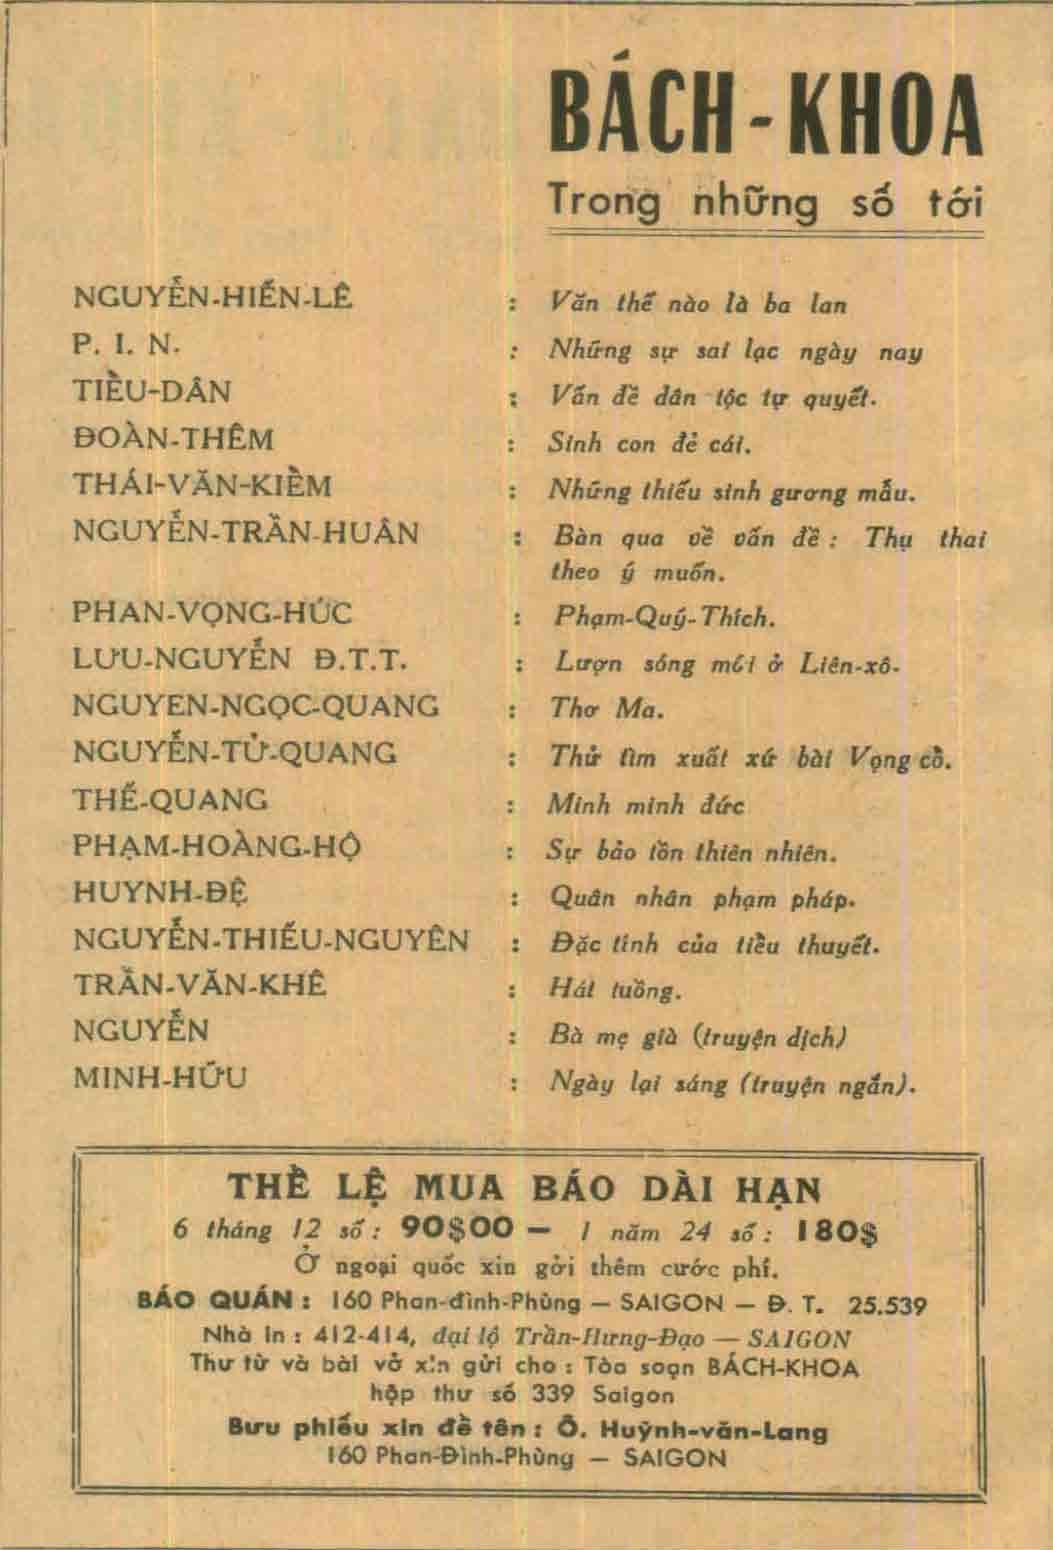 BÁCH-KHOA
Trong những số tới
NGUYỄN-HIẾN-LÊ : Văn thế nào là ba lan
P. I. N. : Những sự sai lạc ngày nay
TIỂU-DÂN : Vấn đề dân tộc tự quyết.
ĐOÀN-THÊM : Sinh con đẻ cái.
THÁI-VĂN-KIỂM : Những thiếu sinh gương mẫu.
NGUYỄN-TRẦN-HUÂN : Bàn qua về vấn đề : Thụ thai
theo ý muốn.
PHAN-VỌNG-HÚC : Phạm-Quý-Thích.
LƯU-NGUYỄN Đ.T.T. : Lượn sóng mới ở Liên-xô.
NGUYEN-NGỌC-QUANG : Thơ Ma.
NGUYỄN-TỬ-QUANG : Thử tìm xuất xứ bài Vọng cổ.
THẾ-QUANG : Minh minh đức
PHẠM-HOÀNG-HỘ : Sự bảo tồn thiên nhiên.
HUYNH-ĐỆ : Quân nhân phạm pháp.
NGUYỄN-THIẾU-NGUYÊN : Đặc tính của tiểu thuyết.
TRẦN-VĂN-KHÊ : Hát tuồng.
NGUYỄN : Bà mẹ già (truyện dịch)
MINH-HỮU : Ngày lại sáng (truyện ngắn).
THỂ LỆ MUA BÁO DÀI HẠN
6 tháng 12 số : 90$00 — 1 năm 24 số : 180$
Ở ngoại quốc xin gởi thêm cước phí.
BÁO QUÁN : 160 Phan-đình-Phùng — SAIGON — Đ. T. 25.539
Nhà in : 412-414, đại lộ Trần-Hưng-Đạo — SAIGON
Thư từ và bài vở xin gửi cho : Tòa soạn BÁCH-KHOA
hộp thư số 339 Saigon
Bưu phiếu xin đề tên : Ô. Huỳnh-văn-Lang
160 Phan-Đình-Phùng — SAIGON